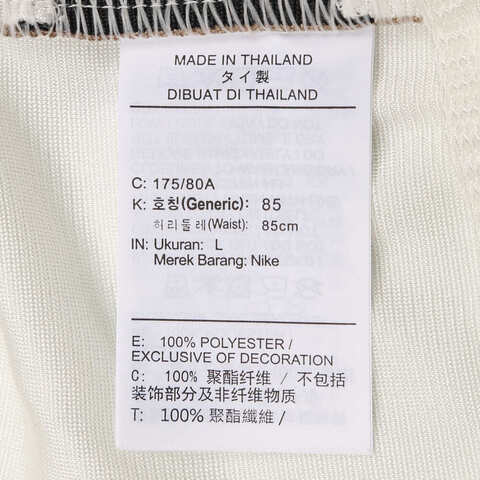 MADE IN THAILAND
タイ製
DIBUAT DI THAILAND
C: 175/80A
K: 호칭(Generic): 85
허리둘레(Waist): 85cm
IN: Ukuran: L
Merek Barang: Nike
E: 100% POLYESTER /
EXCLUSIVE OF DECORATION
C: 100% 聚酯纤维 / 不包括
装饰部分及非纤维物质
T: 100% 聚酯纖維 /